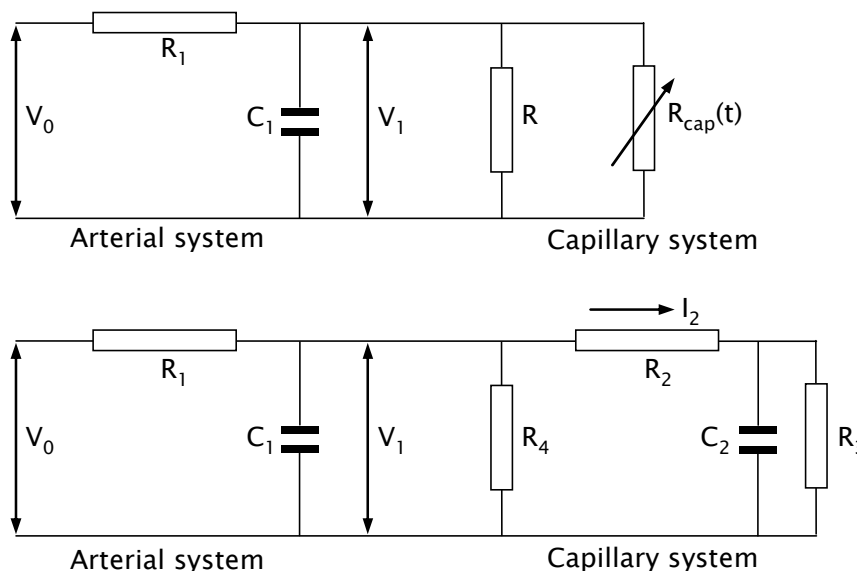 R1
V0 C1 V1 R Rcap(t)
Arterial system Capillary system
I2
R1 R2
V0 C1 V1 R4 C2
Arterial system Capillary system